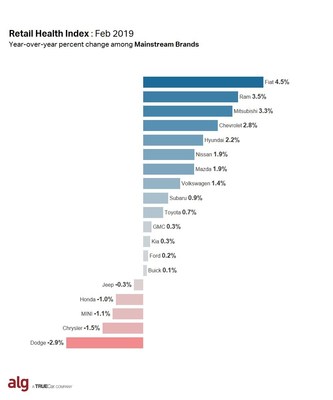 Retail Health Index : Feb 2019
Year-over-year percent change among Mainstream Brands
Fiat 4.5%
Ram 3.5%
Mitsubishi 3.3%
Chevrolet 2.8%
Hyundai 2.2%
Nissan 1.9%
Mazda 1.9%
Volkswagen 1.4%
Subaru 0.9%
Toyota 0.7%
GMC 0.3%
Kia 0.3%
Ford 0.2%
Buick 0.1%
Jeep -0.3%
Honda -1.0%
MINI -1.1%
Chrysler -1.5%
Dodge -2.9%
alg A TRUECar COMPANY